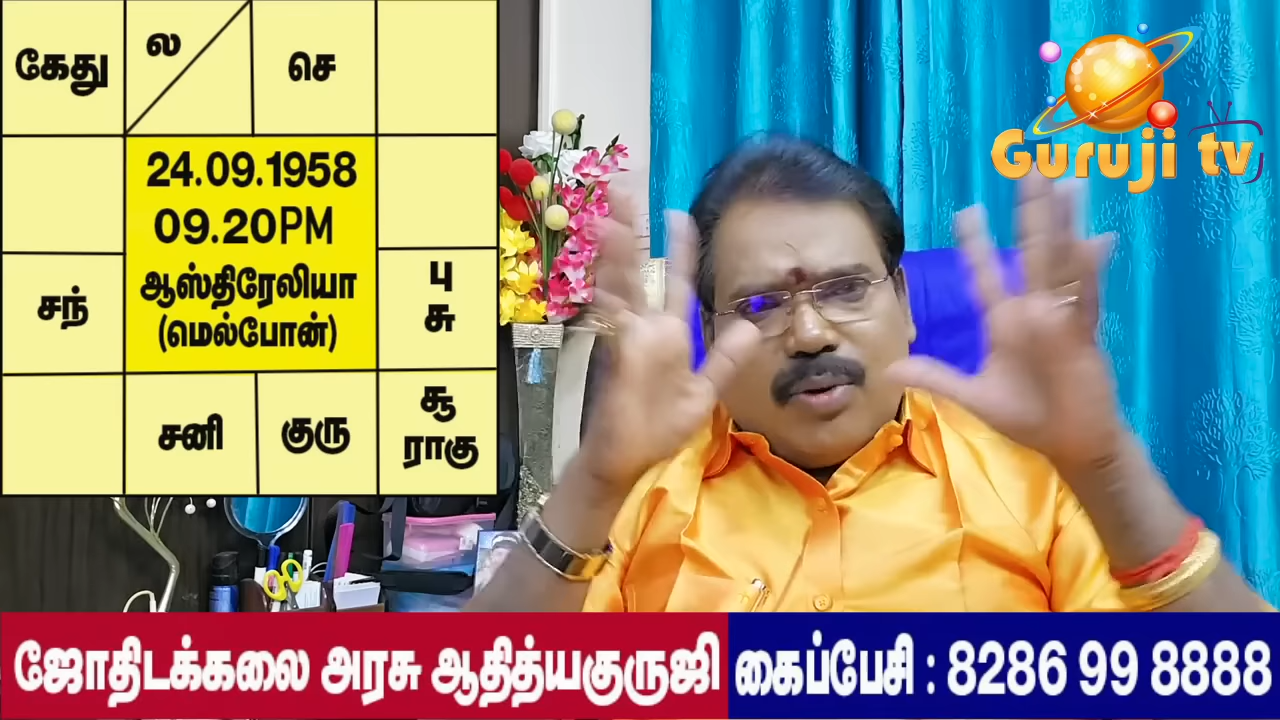 கேது
ல
செ
24.09.1958
09.20PM
ஆஸ்திரேலியா
(மெல்போன்)
சந்
பு
சு
சனி
குரு
சூ
ராகு
Guruji tv
ஜோதிடக்கலை அரசு ஆதித்யகுருஜி
கைப்பேசி : 8286 99 8888